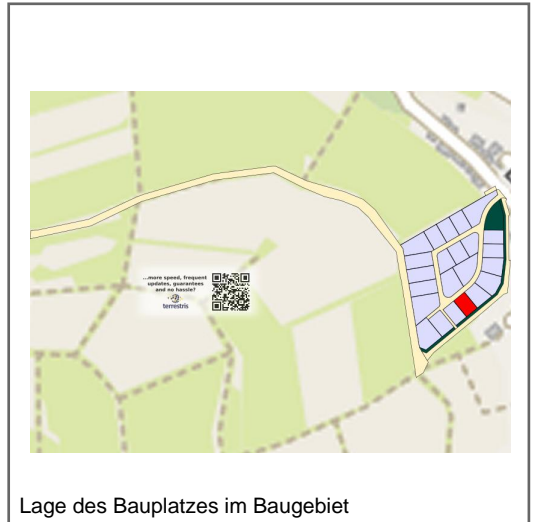 ...more speed, frequent
updates, guarantees
and no hassle?
terrestris
Lage des Bauplatzes im Baugebiet